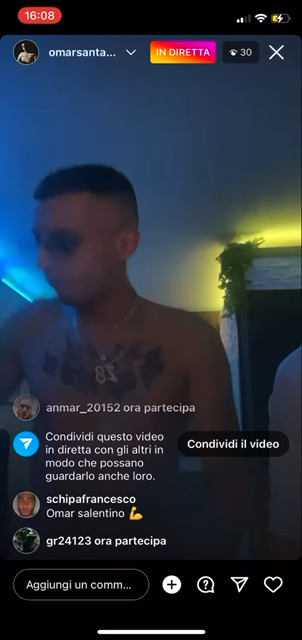 16:08
omarsanta...
IN DIRETTA
30
anmar_20152 ora partecipa
Condividi questo video
in diretta con gli altri in
modo che possano
guardarlo anche loro.
Condividi il video
schipafrancesco
Omar salentino 💪
gr24123 ora partecipa
Aggiungi un comm...